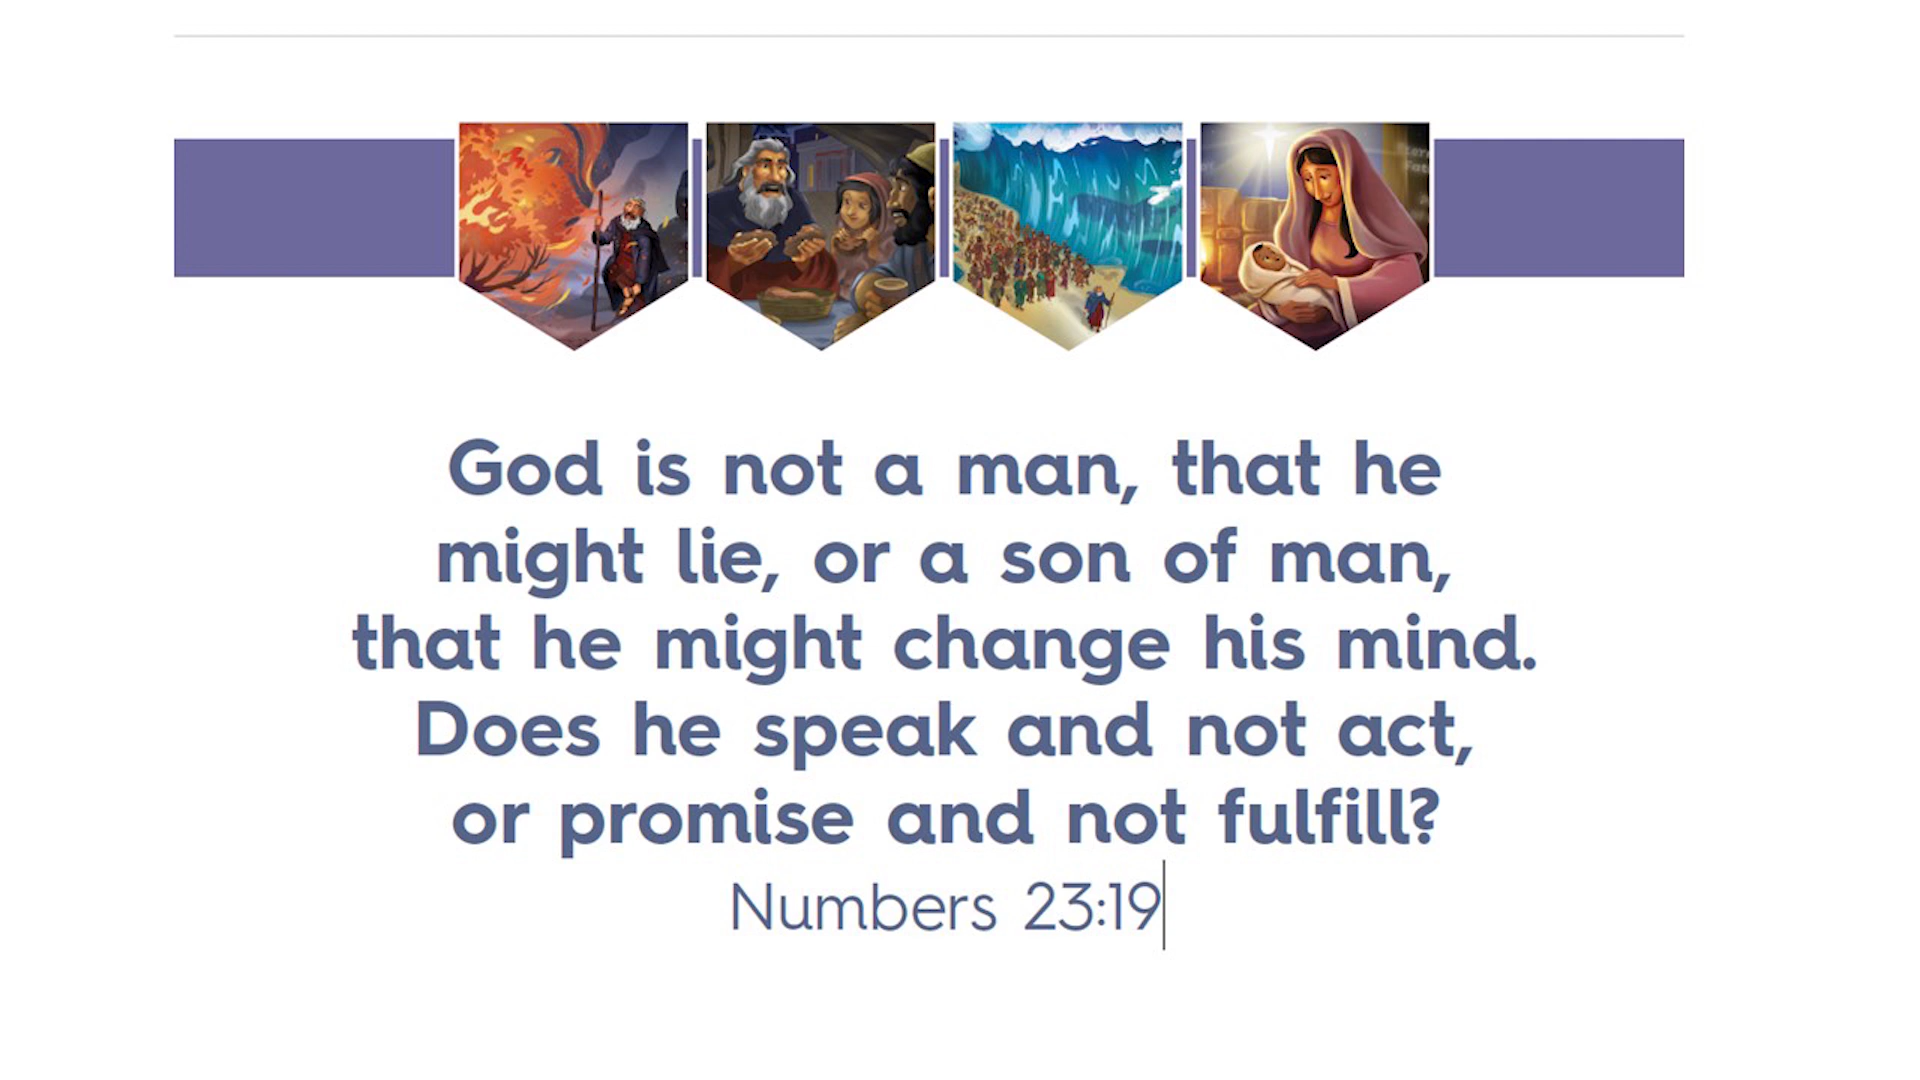 God is not a man, that he
might lie, or a son of man,
that he might change his mind.
Does he speak and not act,
or promise and not fulfill?
Numbers 23:19